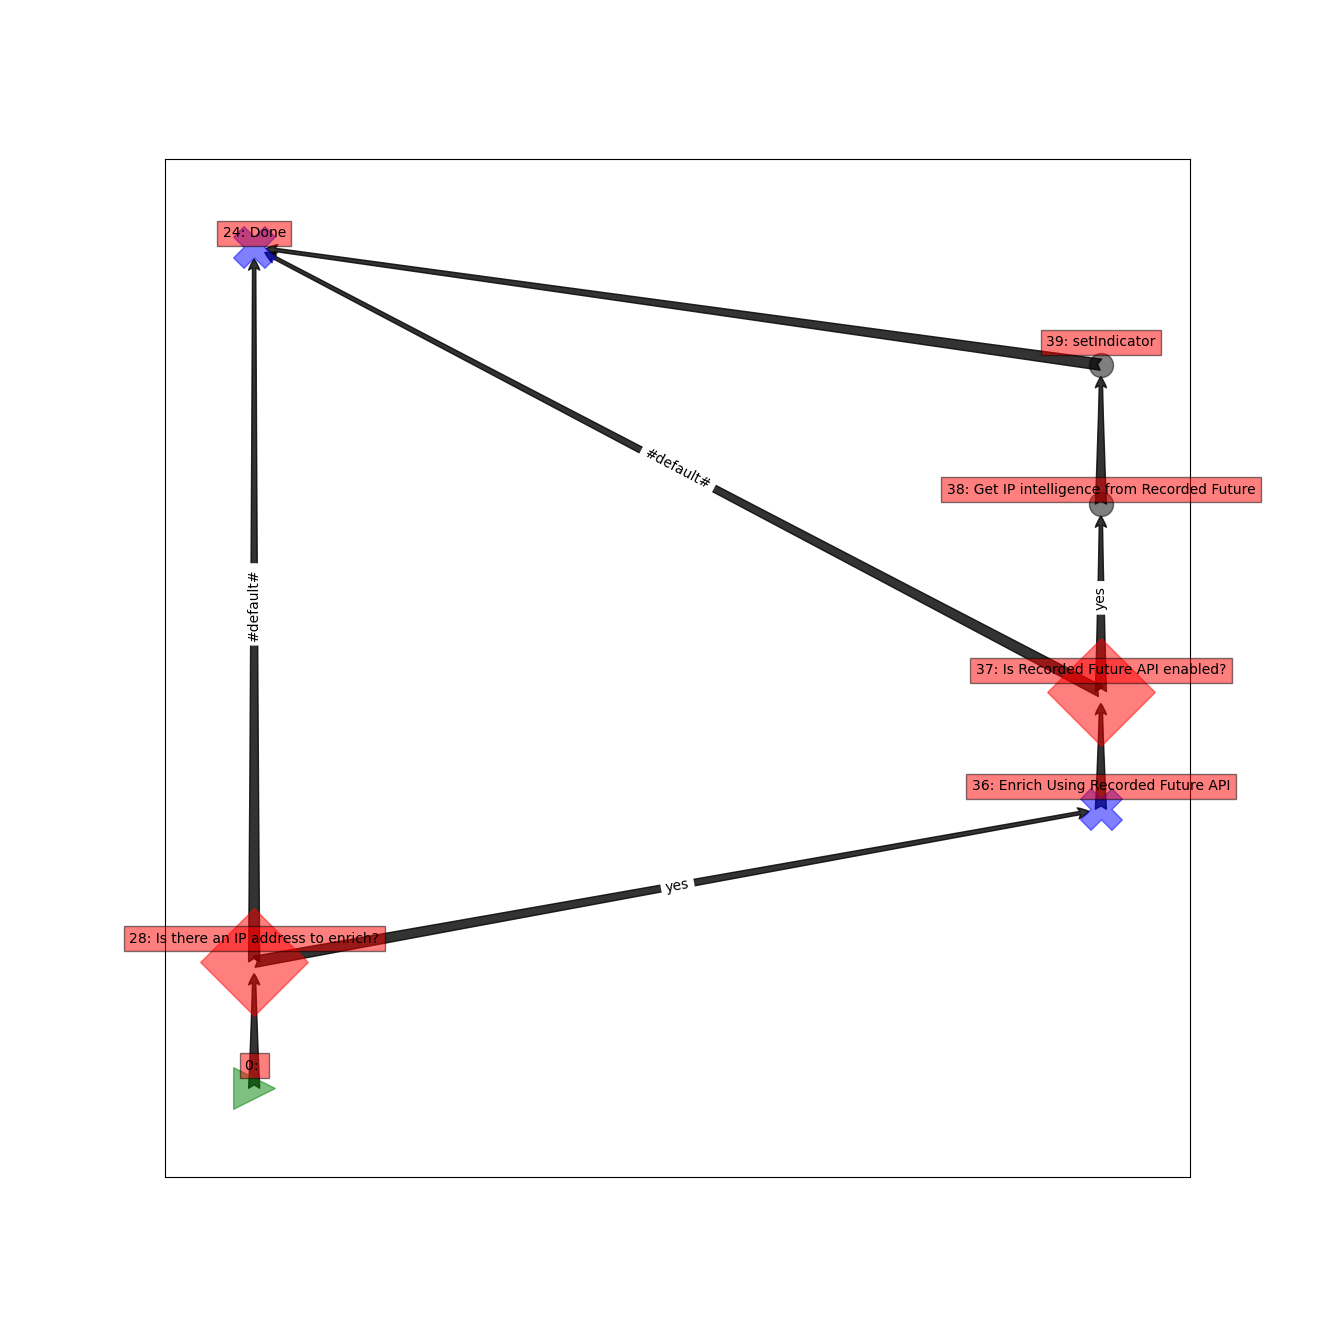 24: Done
39: setIndicator
#default#
38: Get IP intelligence from Recorded Future
#default#
yes
37: Is Recorded Future API enabled?
36: Enrich Using Recorded Future API
yes
28: Is there an IP address to enrich?
0: